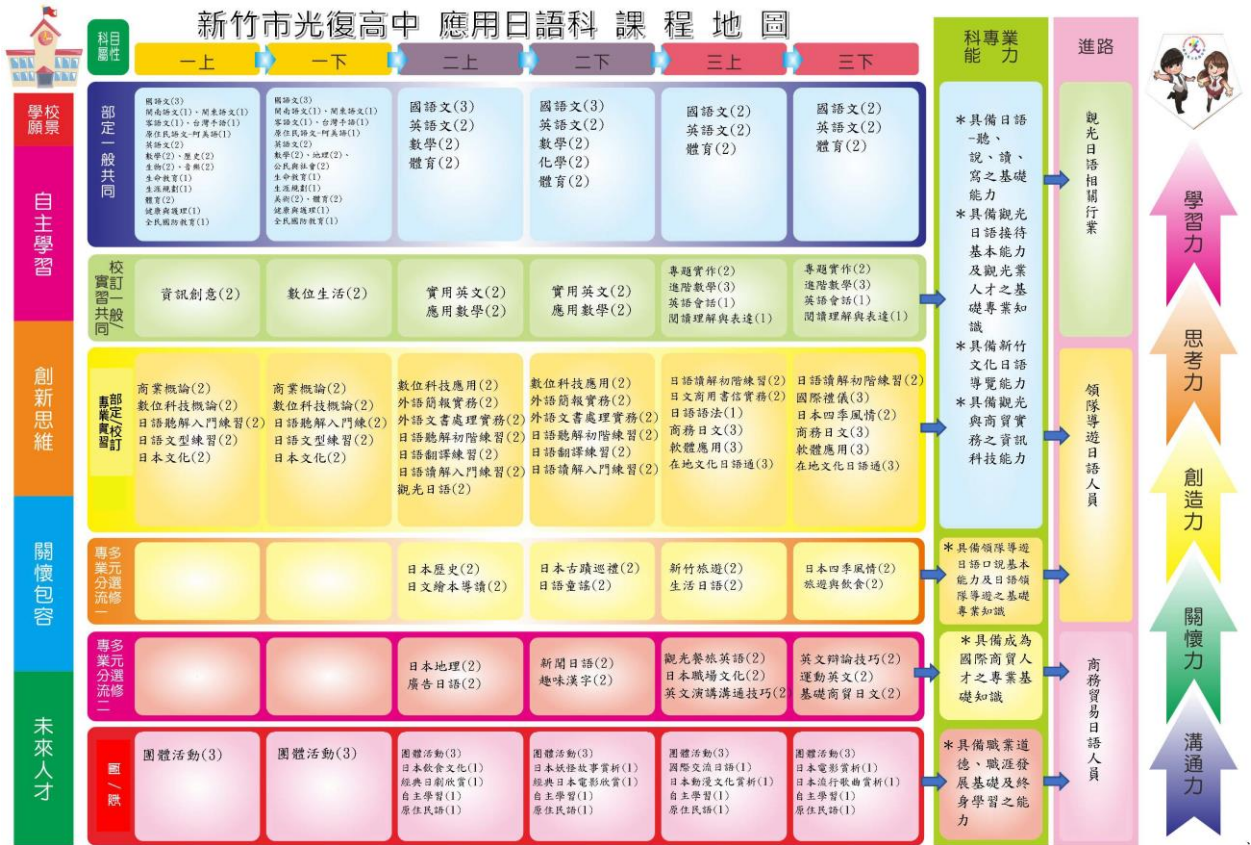 新竹市光復高中 應用日語科 課 程 地 圖
科目
屬性
一上
一下
二上
二下
三上
三下
科專業
能力
進路
學校
願景
自主學習
創新思維
關懷包容
未來人才
部定一般共同
國語文(3)
閩南語文(1)、閩東語文(1)
客語文(1)、台灣手語(1)
原住民語文-阿美語(1)
英語文(2)
數學(2)、歷史(2)
生物(2)、音樂(2)
生命教育(1)
生涯規劃(1)
體育(2)
健康與護理(1)
全民國防教育(1)
國語文(3)
閩南語文(1)、閩東語文(1)
客語文(1)、台灣手語(1)
原住民語文-阿美語(1)
英語文(2)
數學(2)、地理(2)、
公民與社會(2)
生命教育(1)
生涯規劃(1)
美術(2)、體育(2)
健康與護理(1)
全民國防教育(1)
國語文(3)
英語文(2)
數學(2)
體育(2)
國語文(3)
英語文(2)
數學(2)
化學(2)
體育(2)
國語文(2)
英語文(2)
體育(2)
國語文(2)
英語文(2)
體育(2)
校訂一般/
實習共同
資訊創意(2)
數位生活(2)
實用英文(2)
應用數學(2)
實用英文(2)
應用數學(2)
專題實作(2)
進階數學(3)
英語會話(1)
閱讀理解與表達(1)
專題實作(2)
進階數學(3)
英語會話(1)
閱讀理解與表達(1)
部定/校訂
專業實習
商業概論(2)
數位科技概論(2)
日語聽解入門練習(2)
日語文型練習(2)
日本文化(2)
商業概論(2)
數位科技概論(2)
日語聽解入門練習(2)
日語文型練習(2)
日本文化(2)
數位科技應用(2)
外語簡報實務(2)
外語文書處理實務(2)
日語聽解初階練習(2)
日語翻譯練習(2)
日語讀解入門練習(2)
觀光日語(2)
數位科技應用(2)
外語簡報實務(2)
外語文書處理實務(2)
日語聽解初階練習(2)
日語翻譯練習(2)
日語讀解入門練習(2)
日語讀解初階練習(2)
日文商用書信實務(2)
日語語法(1)
商務日文(3)
軟體應用(3)
在地文化日語通(3)
日語讀解初階練習(2)
國際禮儀(3)
日本四季風情(2)
商務日文(3)
軟體應用(3)
在地文化日語通(3)
多元選修
專業分流一
日本歷史(2)
日文繪本導讀(2)
日本古蹟巡禮(2)
日語童謠(2)
新竹旅遊(2)
生活日語(2)
日本四季風情(2)
旅遊與飲食(2)
多元選修
專業分流二
日本地理(2)
廣告日語(2)
新聞日語(2)
趣味漢字(2)
觀光餐旅英語(2)
日本職場文化(2)
英文演講溝通技巧(2)
英文辯論技巧(2)
運動英文(2)
基礎商貿日文(2)
團/彈
團體活動(3)
團體活動(3)
團體活動(3)
日本飲食文化(1)
經典日劇欣賞(1)
自主學習(1)
原住民語(1)
團體活動(3)
日本妖怪故事賞析(1)
經典日本電影欣賞(1)
自主學習(1)
原住民語(1)
團體活動(3)
國際交流日語(1)
日本動漫文化賞析(1)
自主學習(1)
原住民語(1)
團體活動(3)
日本電影賞析(1)
日本流行歌曲賞析(1)
自主學習(1)
原住民語(1)
*具備日語
-聽、
說、讀、
寫之基礎
能力
*具備觀光
日語接待
基本能力
及觀光業
人才之基
礎專業知
識
*具備新竹
文化日語
導覽能力
*具備觀光
與商貿實
務之資訊
科技能力
*具備領隊導遊
日語口說基本
能力及日語領
隊導遊之基礎
專業知識
*具備成為
國際商貿人
才之專業基
礎知識
*具備職業道
德、職涯發
展基礎及終
身學習之能
力
觀光日語相關行業
領隊導遊日語人員
商務貿易日語人員
學習力
思考力
創造力
關懷力
溝通力